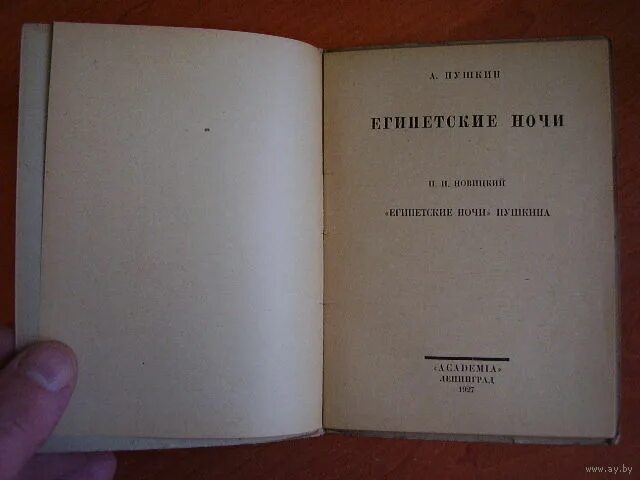 А. ПУШКИН
ЕГИПЕТСКИЕ НОЧИ
П. И. НОВИЦКИЙ
«ЕГИПЕТСКИЕ НОЧИ» ПУШКИНА
«ACADEMIA»
ЛЕНИНГРАД
1927
www.ay.by